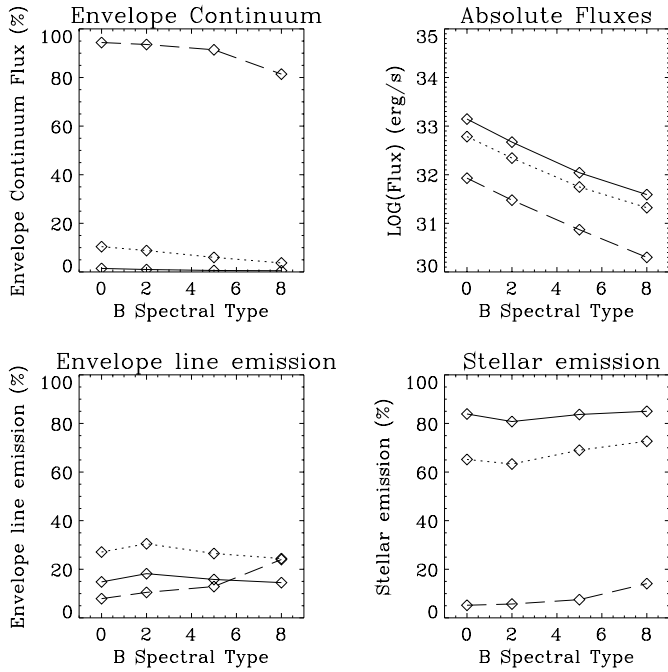 Envelope Continuum
Envelope Continuum Flux (%)
100
80
60
40
20
0
0 2 4 6 8
B Spectral Type
Absolute Fluxes
LOG(Flux) (erg/s)
35
34
33
32
31
30
0 2 4 6 8
B Spectral Type
Envelope line emission
Envelope line emission (%)
100
80
60
40
20
0
0 2 4 6 8
B Spectral Type
Stellar emission
Stellar emission (%)
100
80
60
40
20
0
0 2 4 6 8
B Spectral Type